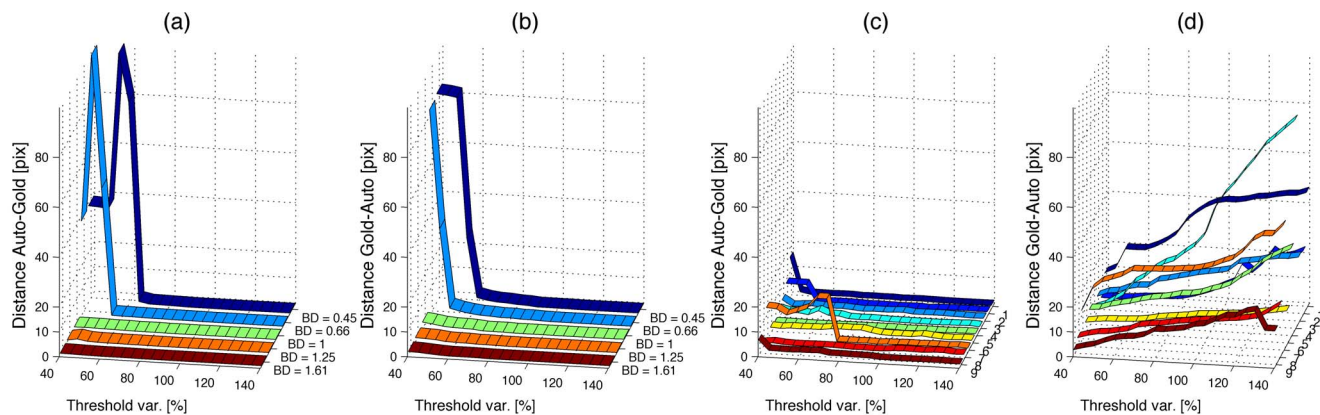 (a)
(b)
(c)
(d)
Distance Auto-Gold [pix]
80
60
40
20
10
0
40
60
80
100
120
140
Threshold var. [%]
BD = 0.45
BD = 0.66
BD = 1
BD = 1.25
BD = 1.61
Distance Gold-Auto [pix]
80
60
40
20
10
0
40
60
80
100
120
140
Threshold var. [%]
BD = 0.45
BD = 0.66
BD = 1
BD = 1.25
BD = 1.61
Distance Auto-Gold [pix]
80
60
40
20
10
0
40
60
80
100
120
140
Threshold var. [%]
Distance Gold-Auto [pix]
80
60
40
20
10
0
40
60
80
100
120
140
Threshold var. [%]